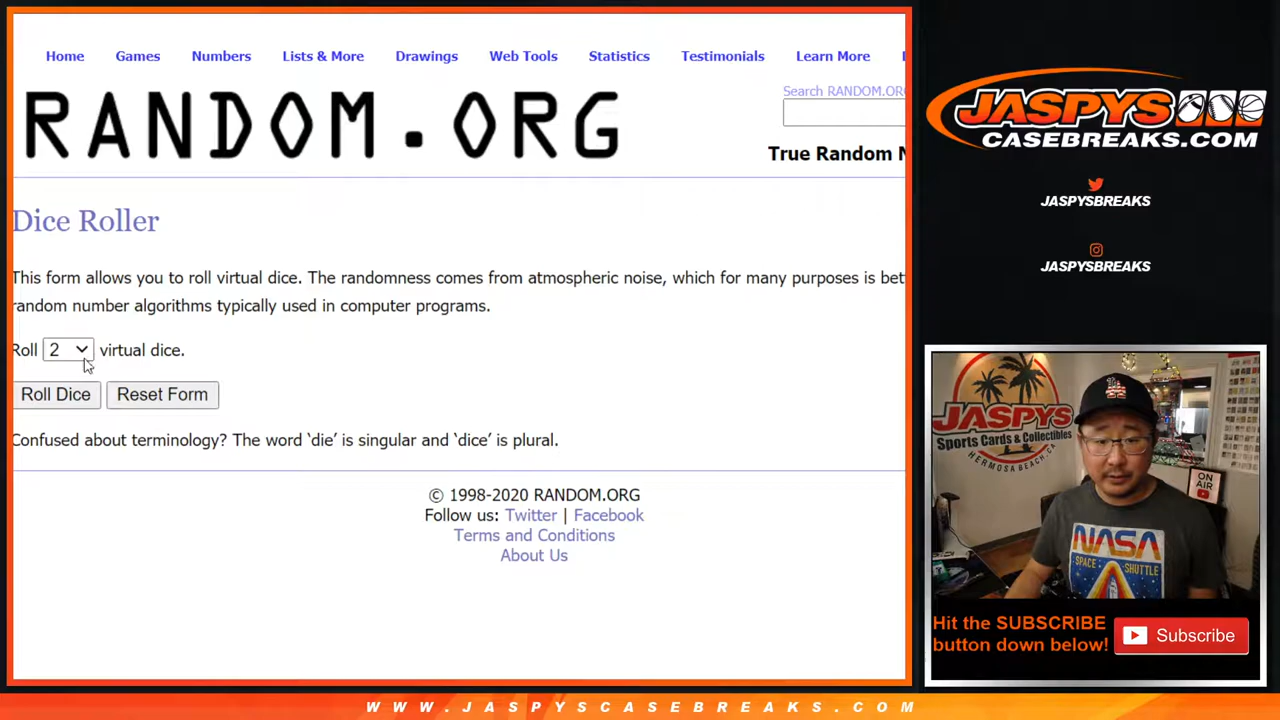 Home Games Numbers Lists & More Drawings Web Tools Statistics Testimonials Learn More
Search RANDOM.ORG
RANDOM.ORG
True Random N
Dice Roller
This form allows you to roll virtual dice. The randomness comes from atmospheric noise, which for many purposes is bet
random number algorithms typically used in computer programs.
Roll 2 virtual dice.
Roll Dice Reset Form
Confused about terminology? The word ‘die’ is singular and ‘dice’ is plural.
© 1998-2020 RANDOM.ORG
Follow us: Twitter | Facebook
Terms and Conditions
About Us
JASPYS
CASEBREAKS.COM
JASPYSBREAKS
JASPYSBREAKS
JASPYS
Sports Cards & Collectibles
HERMOSA BEACH, CA
ON
AIR
NASA
SPACE SHUTTLE
Hit the SUBSCRIBE
button down below!
Subscribe
WWW.JASPYSCASEBREAKS.COM